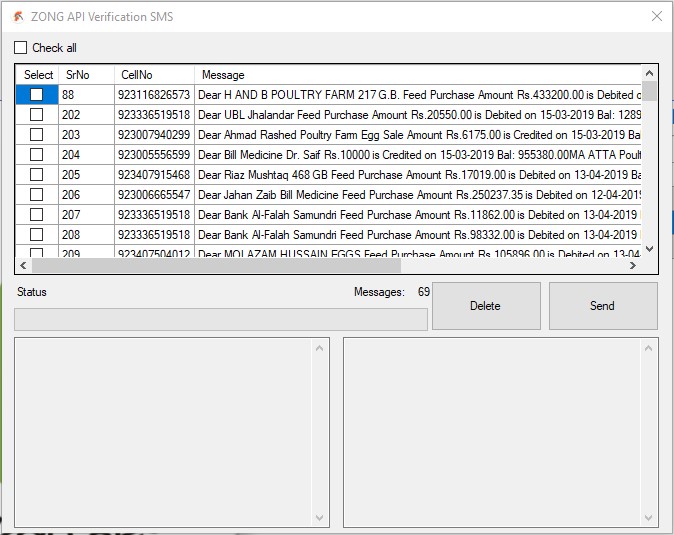 ZONG API Verification SMS
Check all
Select SrNo CellNo Message
88 923116826573 Dear H AND B POULTRY FARM 217 G.B. Feed Purchase Amount Rs.433200.00 is Debited
202 923336519518 Dear UBL Jhalandar Feed Purchase Amount Rs.20550.00 is Debited on 15-03-2019 Bal: 1289
203 923007940299 Dear Ahmad Rashed Poultry Farm Egg Sale Amount Rs.6175.00 is Credited on 15-03-2019 Bal
204 923005556599 Dear Bill Medicine Dr. Saif Rs.10000 is Credited on 15-03-2019 Bal: 955380.00MA ATTA Poult
205 923407915468 Dear Riaz Mushtaq 468 GB Feed Purchase Amount Rs.17019.00 is Debited on 13-04-2019
206 923006665547 Dear Jahan Zaib Bill Medicine Feed Purchase Amount Rs.250237.35 is Debited on 12-04-2019
207 923336519518 Dear Bank Al-Falah Samundri Feed Purchase Amount Rs.11862.00 is Debited on 13-04-2019
208 923336519518 Dear Bank Al-Falah Samundri Feed Purchase Amount Rs.98332.00 is Debited on 13-04-2019
209 923407504012 Dear MOLAZAM HUSSAIN EGGS Feed Purchase Amount Rs.105896.00 is Debited on 13-04
Status Messages: 69
Delete Send